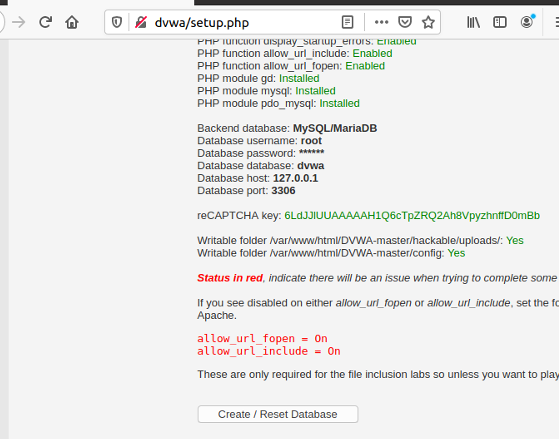 dvwa/setup.php
PHP function display_startup_errors: Enabled
PHP function allow_url_include: Enabled
PHP function allow_url_fopen: Enabled
PHP module gd: Installed
PHP module mysql: Installed
PHP module pdo_mysql: Installed
Backend database: MySQL/MariaDB
Database username: root
Database password: ******
Database database: dvwa
Database host: 127.0.0.1
Database port: 3306
reCAPTCHA key: 6LdJJlUUAAAAAH1Q6cTpZRQ2Ah8VpyzhnffD0mBb
Writable folder /var/www/html/DVWA-master/hackable/uploads/: Yes
Writable folder /var/www/html/DVWA-master/config: Yes
Status in red, indicate there will be an issue when trying to complete some
If you see disabled on either allow_url_fopen or allow_url_include, set the fo
Apache.
allow_url_fopen = On
allow_url_include = On
These are only required for the file inclusion labs so unless you want to play
Create / Reset Database